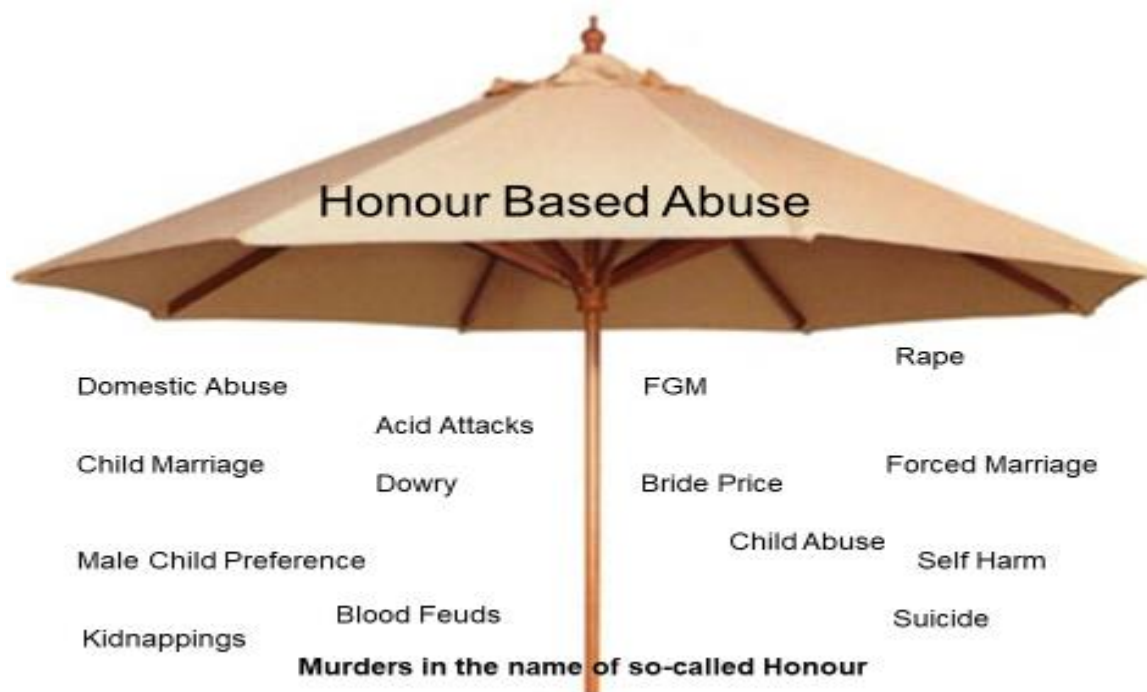 Honour Based Abuse
Rape
Domestic Abuse
FGM
Acid Attacks
Child Marriage
Forced Marriage
Dowry
Bride Price
Child Abuse
Male Child Preference
Self Harm
Blood Feuds
Suicide
Kidnappings
Murders in the name of so-called Honour